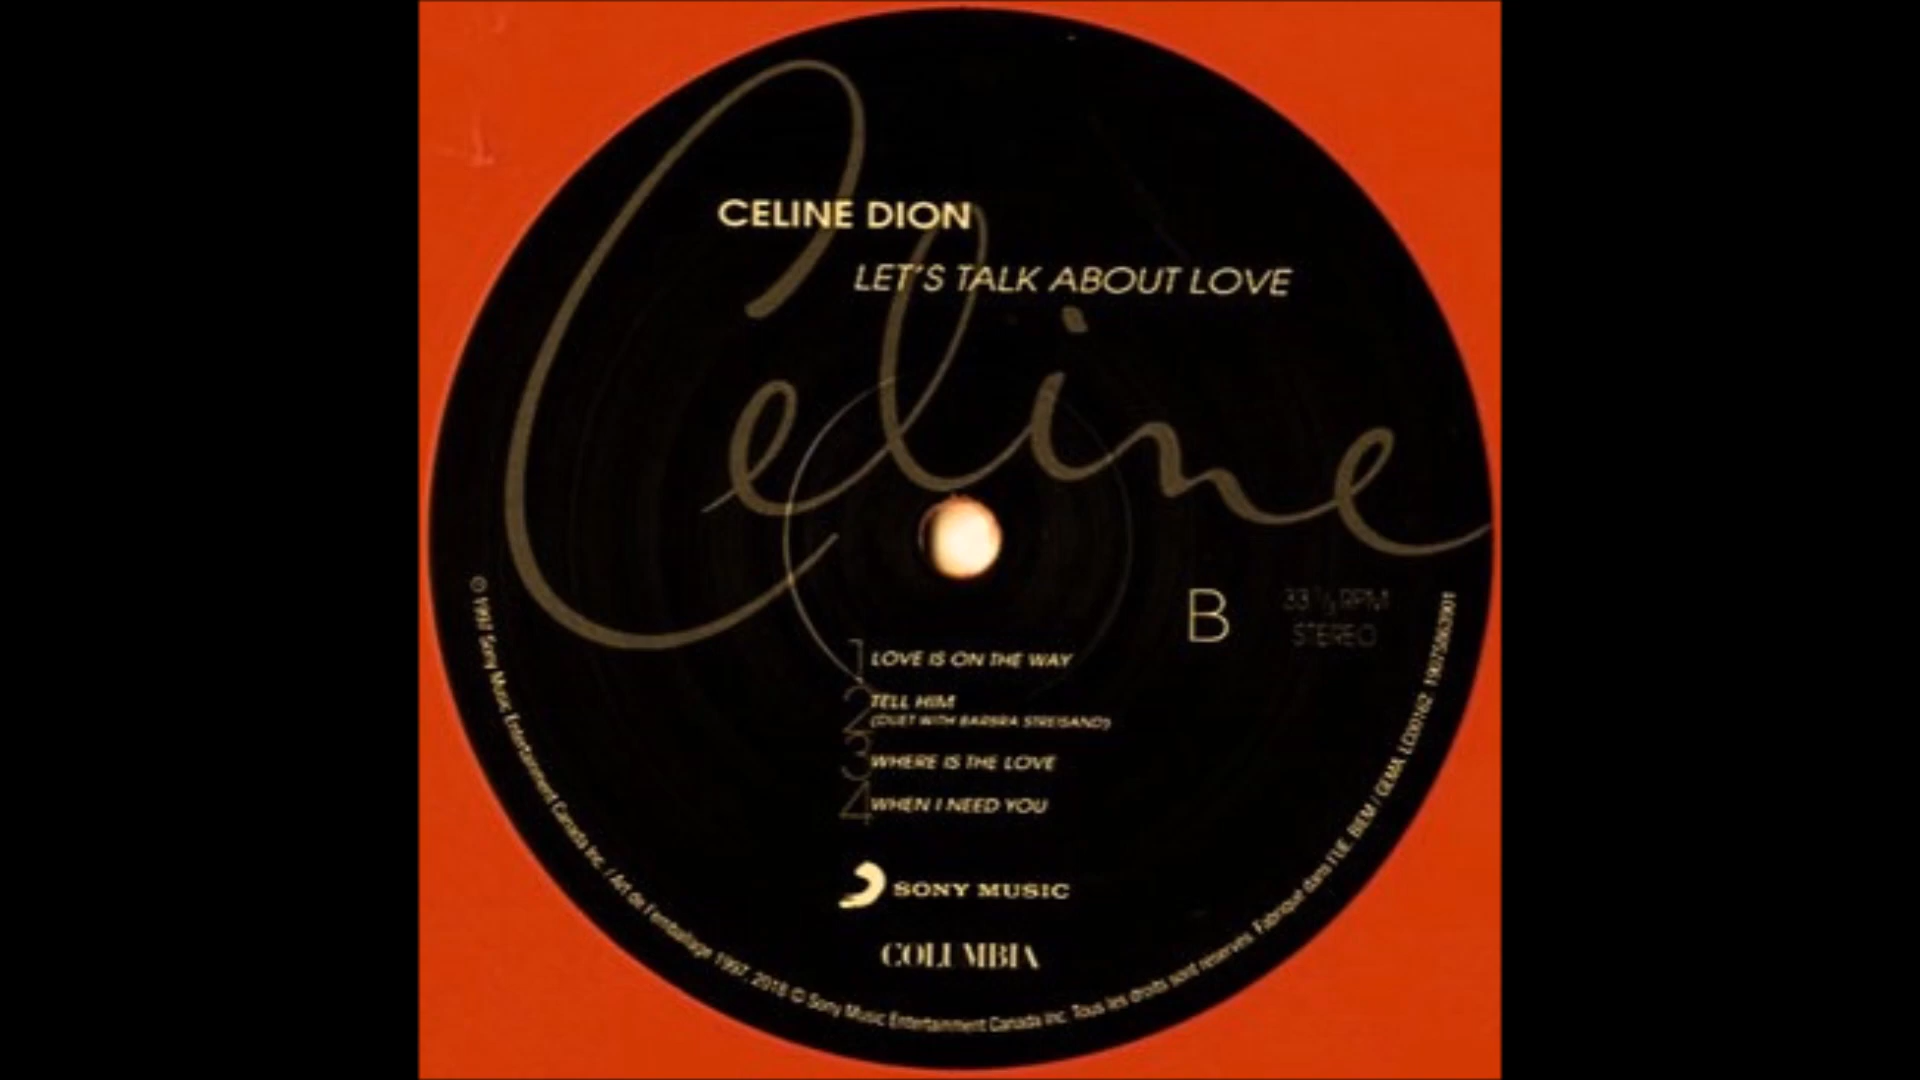 Celine
CELINE DION
LET'S TALK ABOUT LOVE
B
33 ⅓ RPM
STEREO
1 LOVE IS ON THE WAY
2 TELL HIM
(DUET WITH BARBRA STREISAND)
3 WHERE IS THE LOVE
4 WHEN I NEED YOU
SONY MUSIC
COLUMBIA
1997 Sony Music Entertainment Canada Inc. / Art de l'emballage 1997, 2018 © Sony Music Entertainment Canada Inc. Tous les droits sont réservés. Fabriqué dans l'UE. BIEM / GEMA. LC00162.